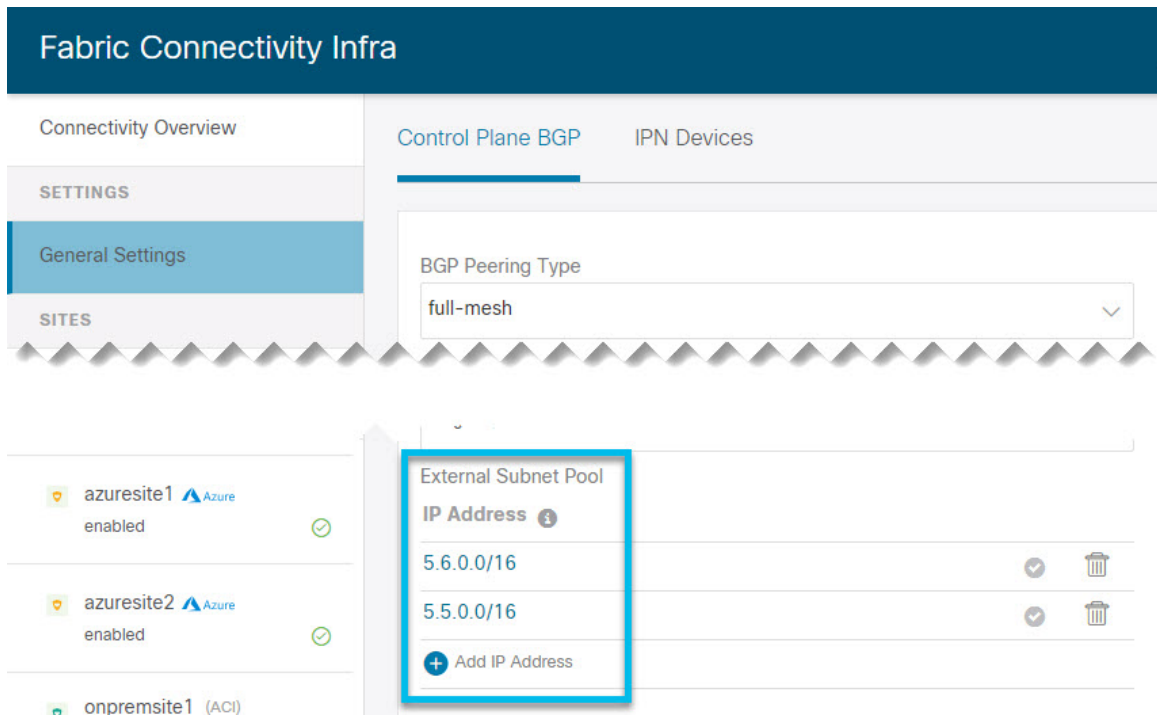 Fabric Connectivity Infra
Connectivity Overview
SETTINGS
General Settings
SITES
Control Plane BGP
IPN Devices
BGP Peering Type
full-mesh
azuresite1 Azure
enabled
azuresite2 Azure
enabled
onpremsite1 (ACI)
External Subnet Pool
IP Address
5.6.0.0/16
5.5.0.0/16
Add IP Address